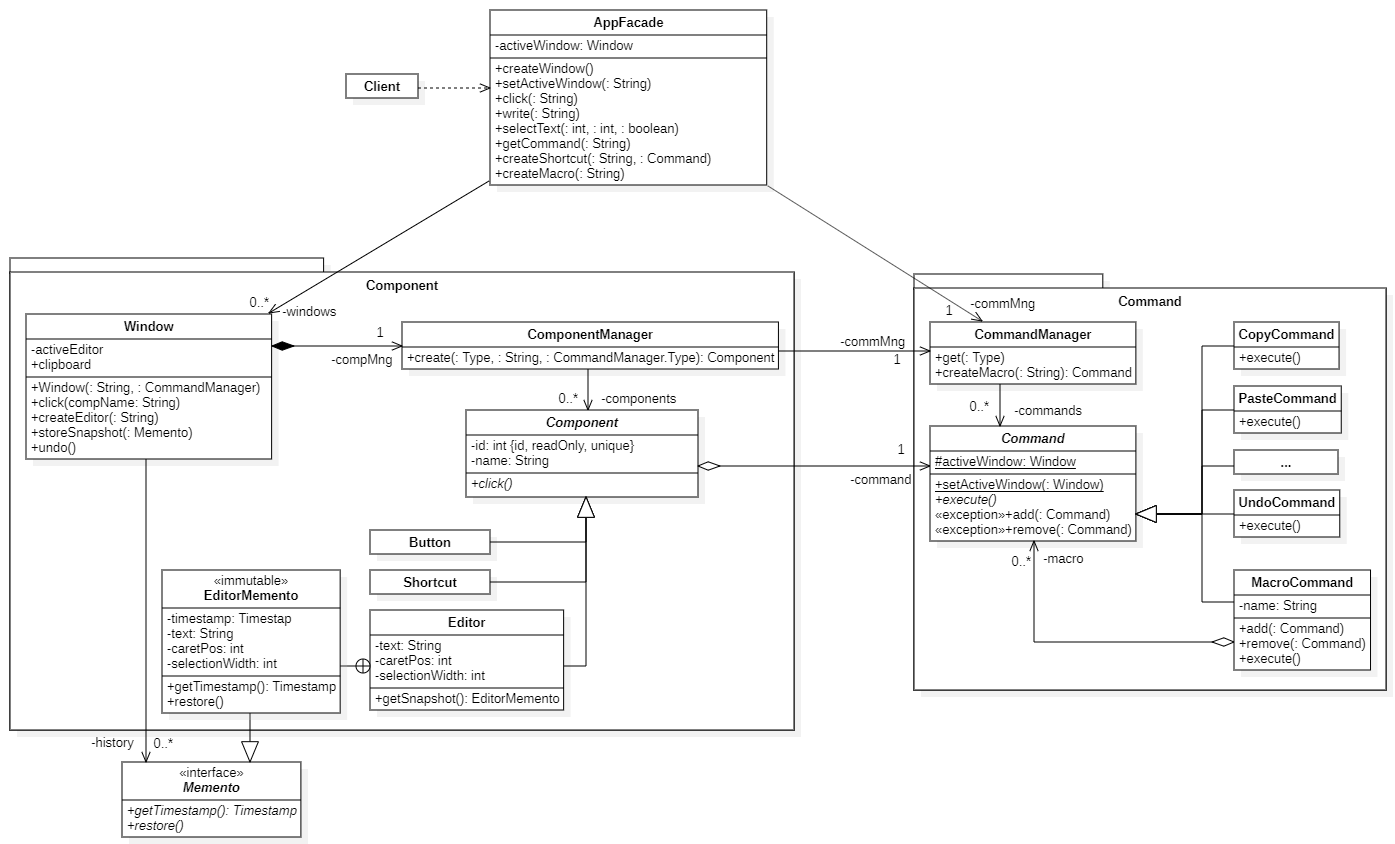 AppFacade
-activeWindow: Window
+createWindow()
+setActiveWindow(: String)
+click(: String)
+write(: String)
+selectText(: int, : int, : boolean)
+getCommand(: String)
+createShortcut(: String, : Command)
+createMacro(: String)
Client
Component
0..*
-windows
Window
-activeEditor
+clipboard
+Window(: String, : CommandManager)
+click(compName: String)
+createEditor(: String)
+storeSnapshot(: Memento)
+undo()
1
-compMng
ComponentManager
+create(: Type, : String, : CommandManager.Type): Component
0..*
-components
Component
-id: int {id, readOnly, unique}
-name: String
+click()
Button
Shortcut
Editor
-text: String
-caretPos: int
-selectionWidth: int
+getSnapshot(): EditorMemento
«immutable»
EditorMemento
-timestamp: Timestap
-text: String
-caretPos: int
-selectionWidth: int
+getTimestamp(): Timestamp
+restore()
-history
0..*
«interface»
Memento
+getTimestamp(): Timestamp
+restore()
-commMng
1
1
-command
Command
-commMng
1
CommandManager
+get(: Type)
+createMacro(: String): Command
0..*
-commands
Command
#activeWindow: Window
+setActiveWindow(: Window)
+execute()
«exception»+add(: Command)
«exception»+remove(: Command)
0..*
-macro
CopyCommand
+execute()
PasteCommand
+execute()
...
UndoCommand
+execute()
MacroCommand
-name: String
+add(: Command)
+remove(: Command)
+execute()